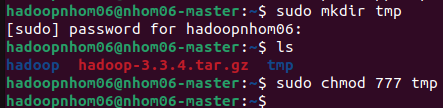 hadoopnhom06@nhom06-master:~$ sudo mkdir tmp
[sudo] password for hadoopnhom06:
hadoopnhom06@nhom06-master:~$ ls
hadoop  hadoop-3.3.4.tar.gz  tmp
hadoopnhom06@nhom06-master:~$ sudo chmod 777 tmp
hadoopnhom06@nhom06-master:~$